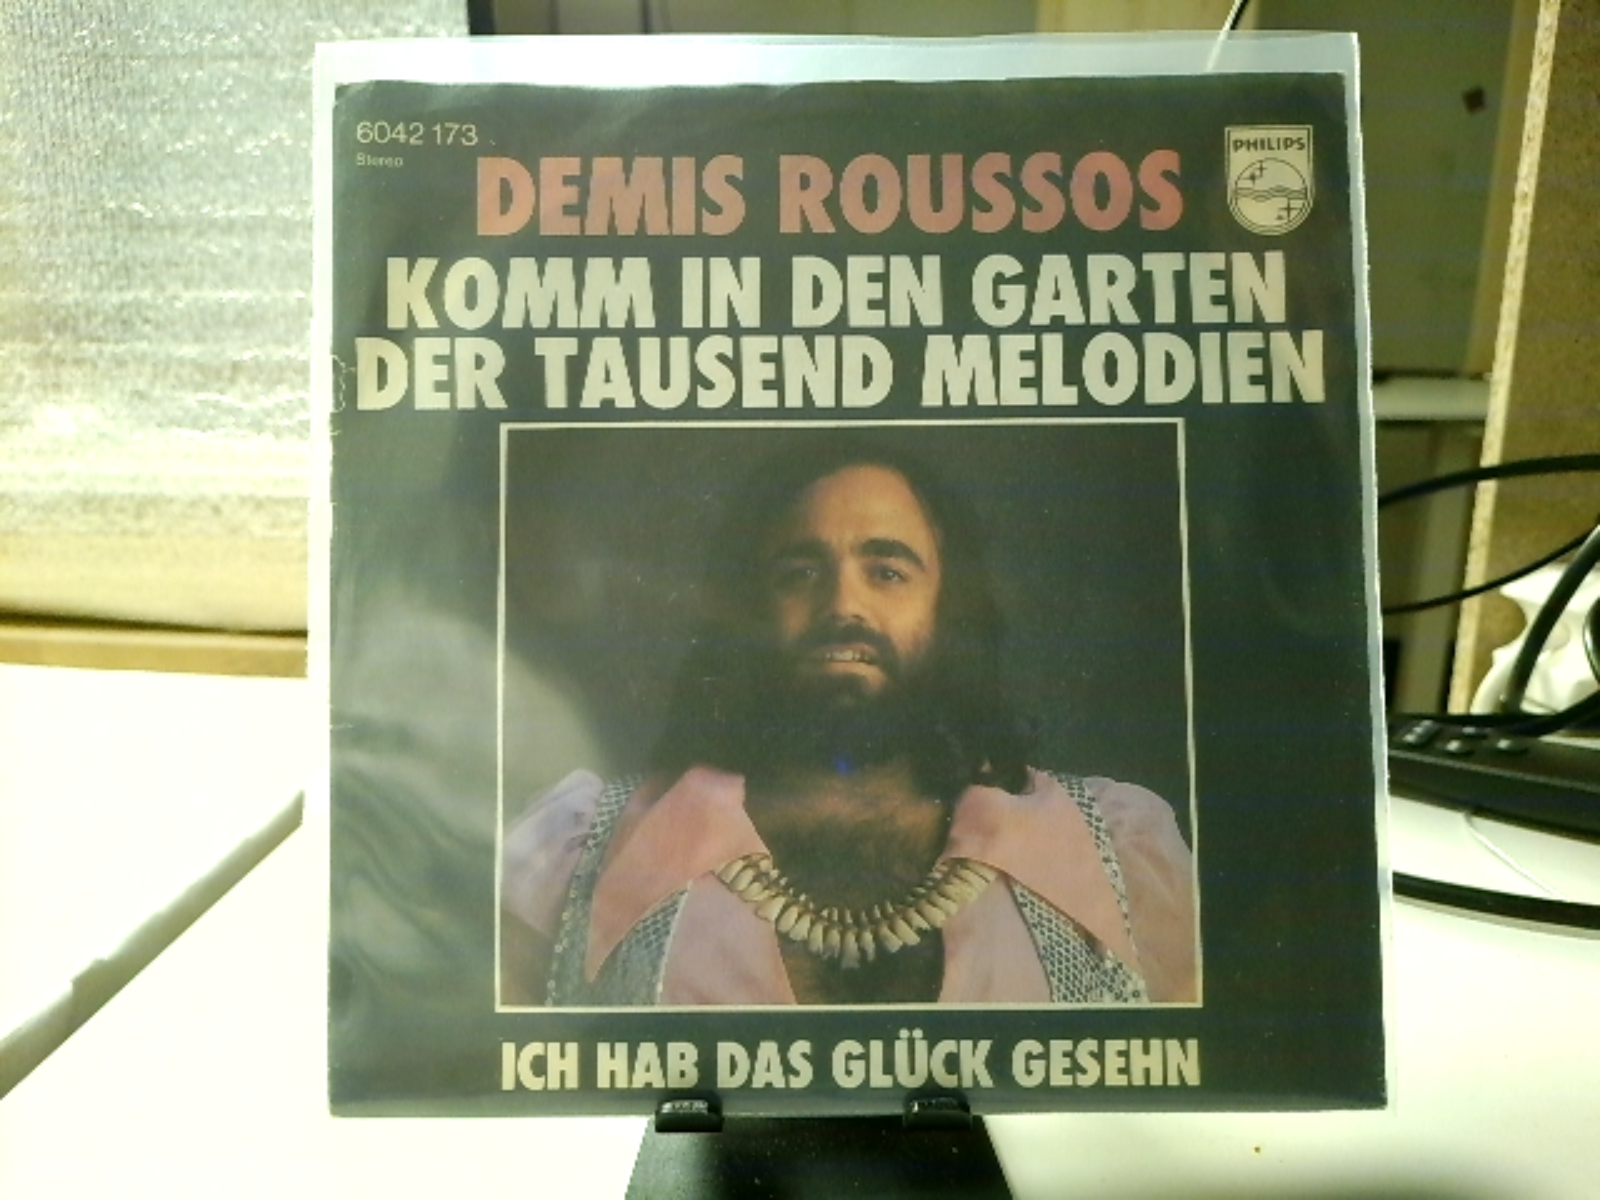 6042 173
Stereo
PHILIPS
DEMIS ROUSSOS
KOMM IN DEN GARTEN
DER TAUSEND MELODIEN
ICH HAB DAS GLÜCK GESEHN